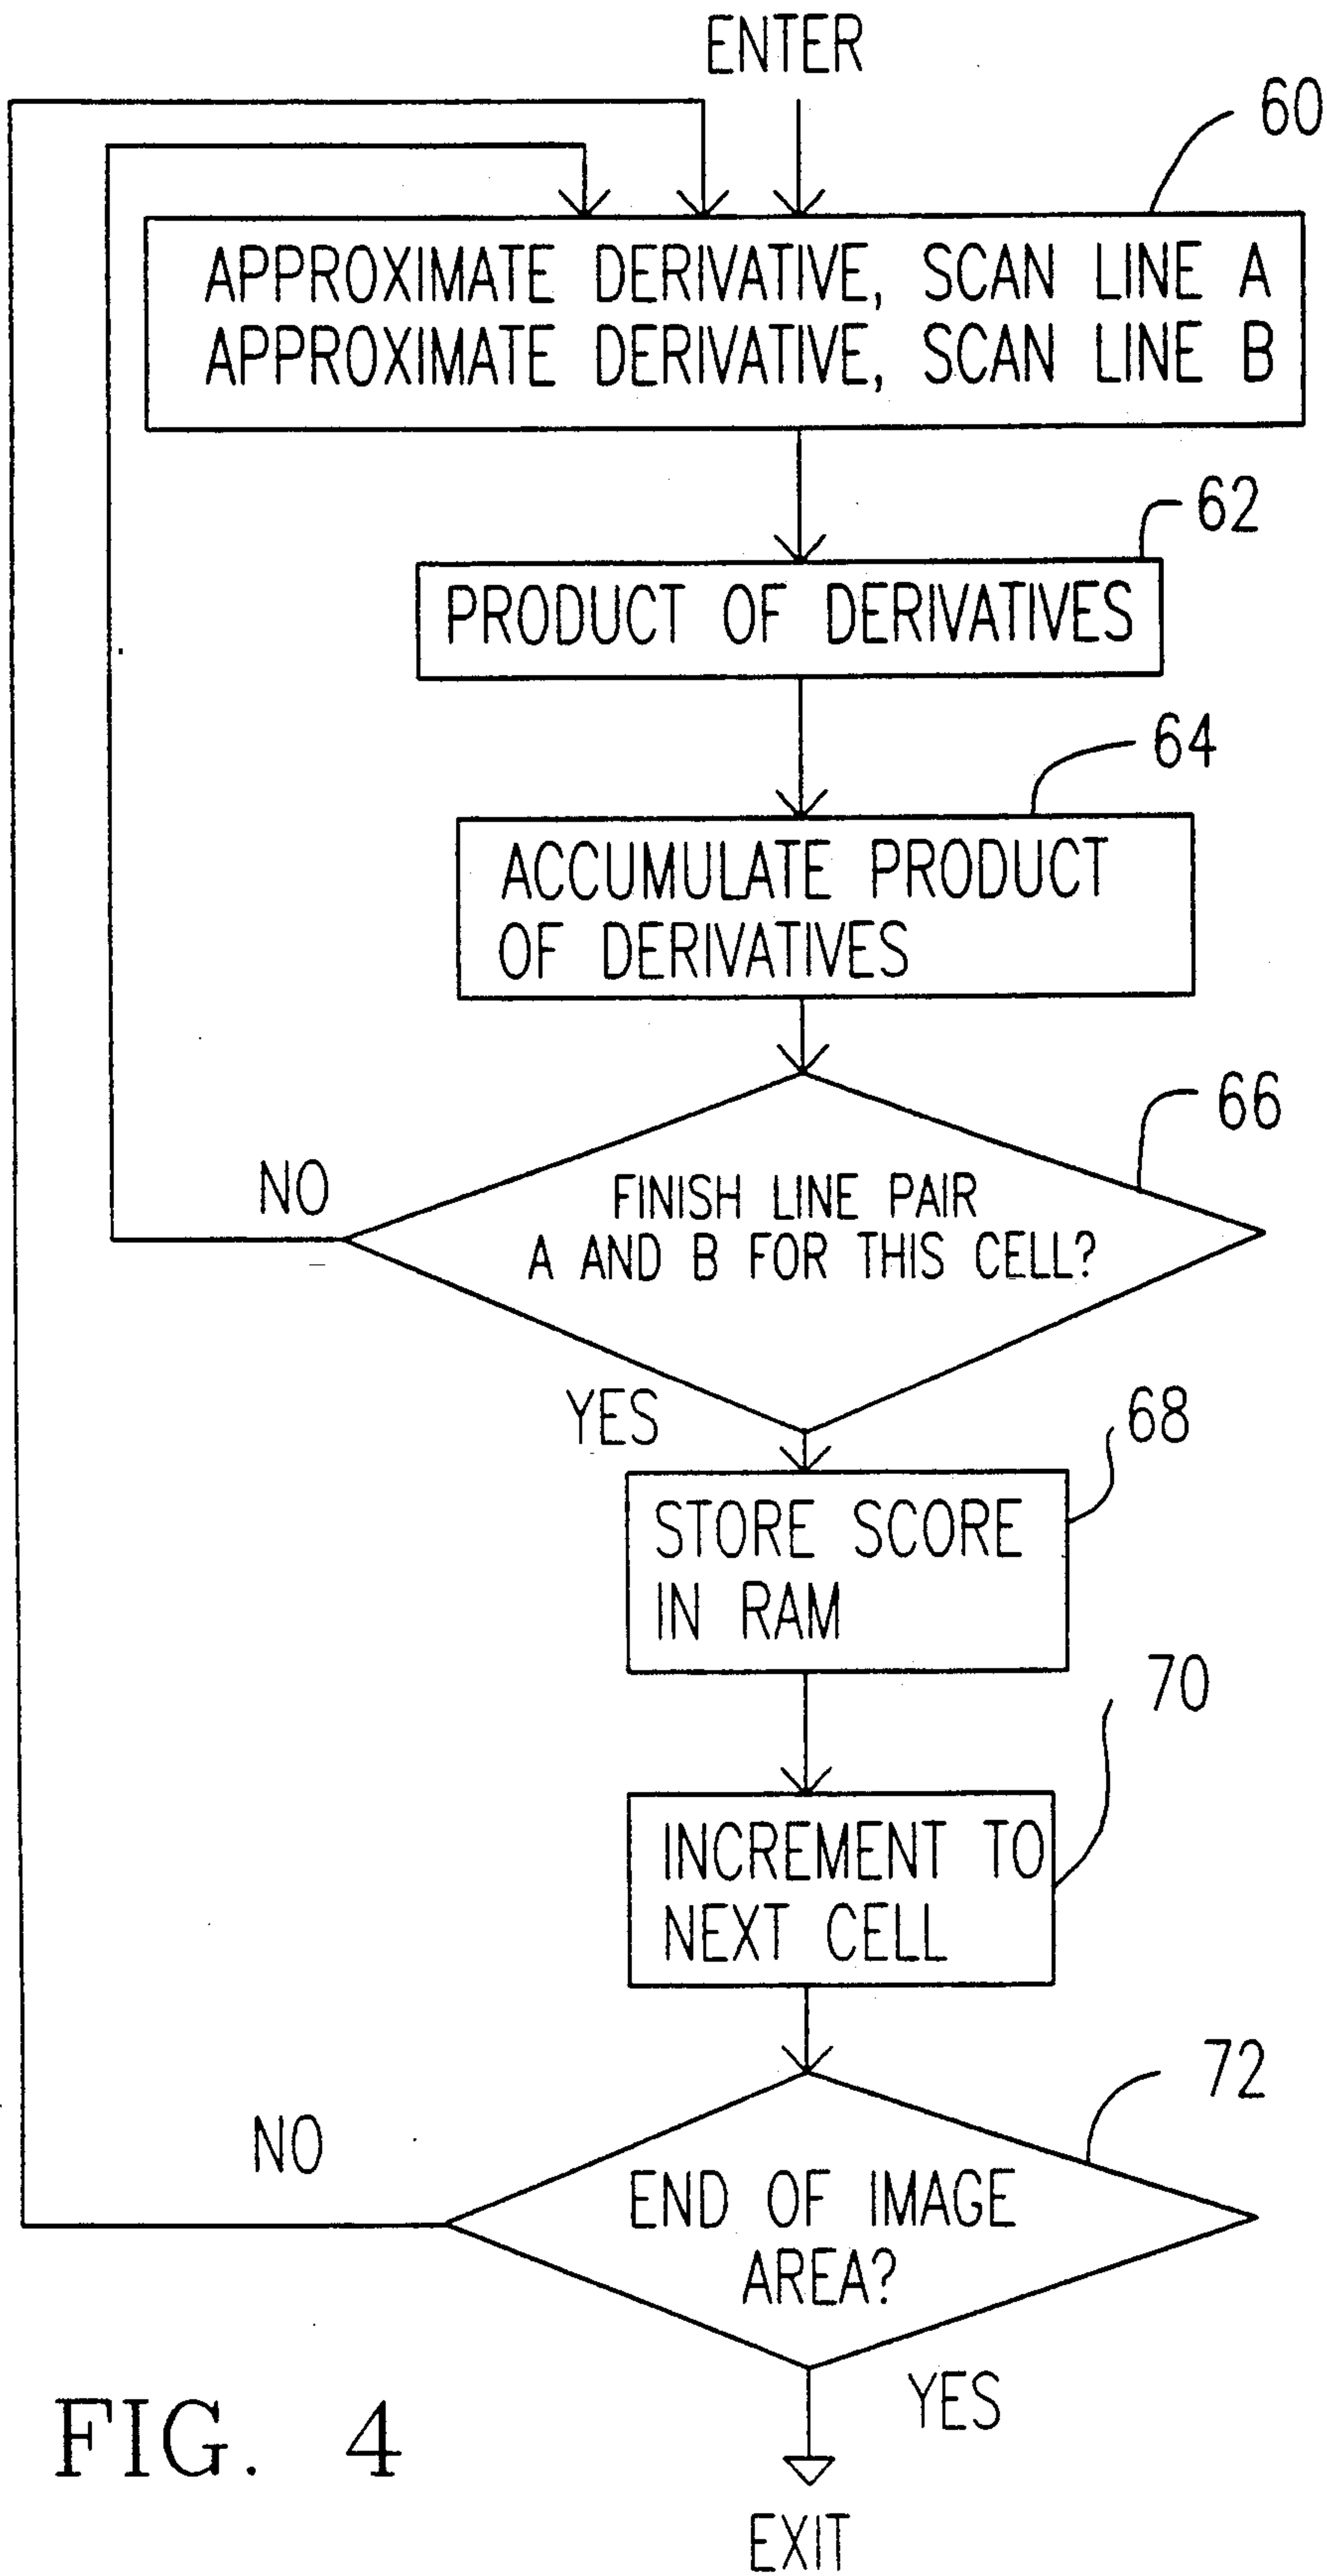 ENTER
60
APPROXIMATE DERIVATIVE, SCAN LINE A
APPROXIMATE DERIVATIVE, SCAN LINE B
62
PRODUCT OF DERIVATIVES
64
ACCUMULATE PRODUCT
OF DERIVATIVES
66
NO
FINISH LINE PAIR
A AND B FOR THIS CELL?
YES
68
STORE SCORE
IN RAM
70
INCREMENT TO
NEXT CELL
72
NO
END OF IMAGE
AREA?
YES
FIG. 4
EXIT